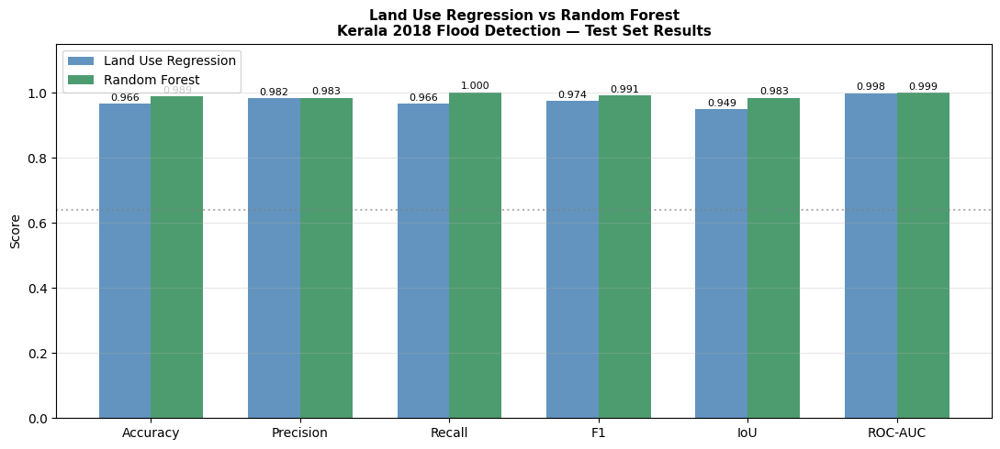 Land Use Regression vs Random Forest
Kerala 2018 Flood Detection — Test Set Results
Land Use Regression
Random Forest
0.966 0.989 0.982 0.983 0.966 1.000 0.974 0.991 0.949 0.983 0.998 0.999
Score
1.0
0.8
0.6
0.4
0.2
0.0
Accuracy Precision Recall F1 IoU ROC-AUC